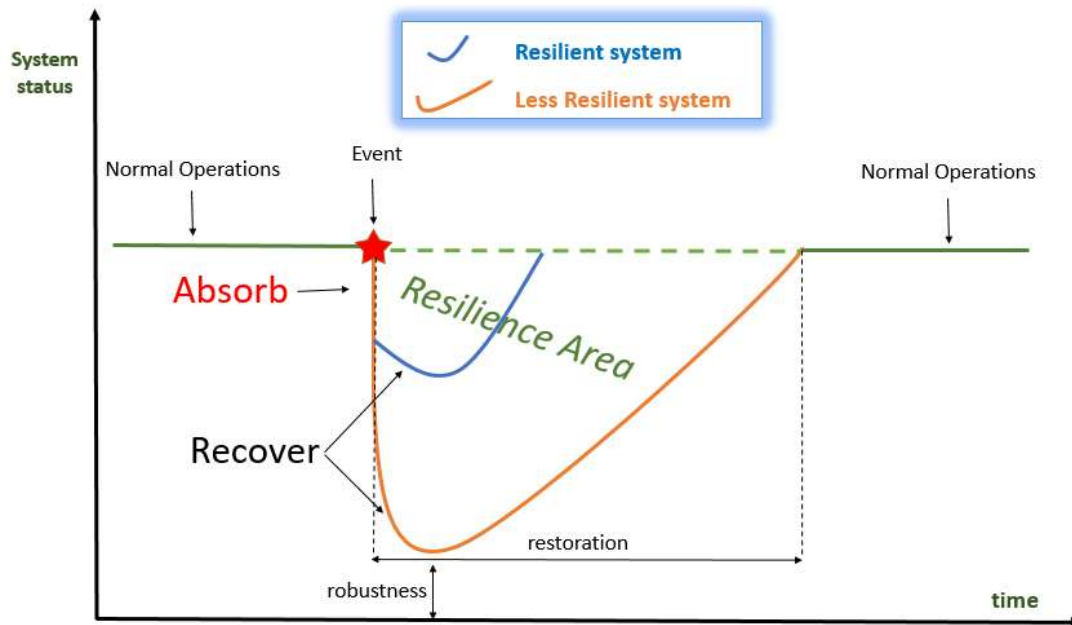 System
status
Resilient system
Less Resilient system
Event
Normal Operations
Normal Operations
Absorb
Resilience Area
Recover
restoration
robustness
time